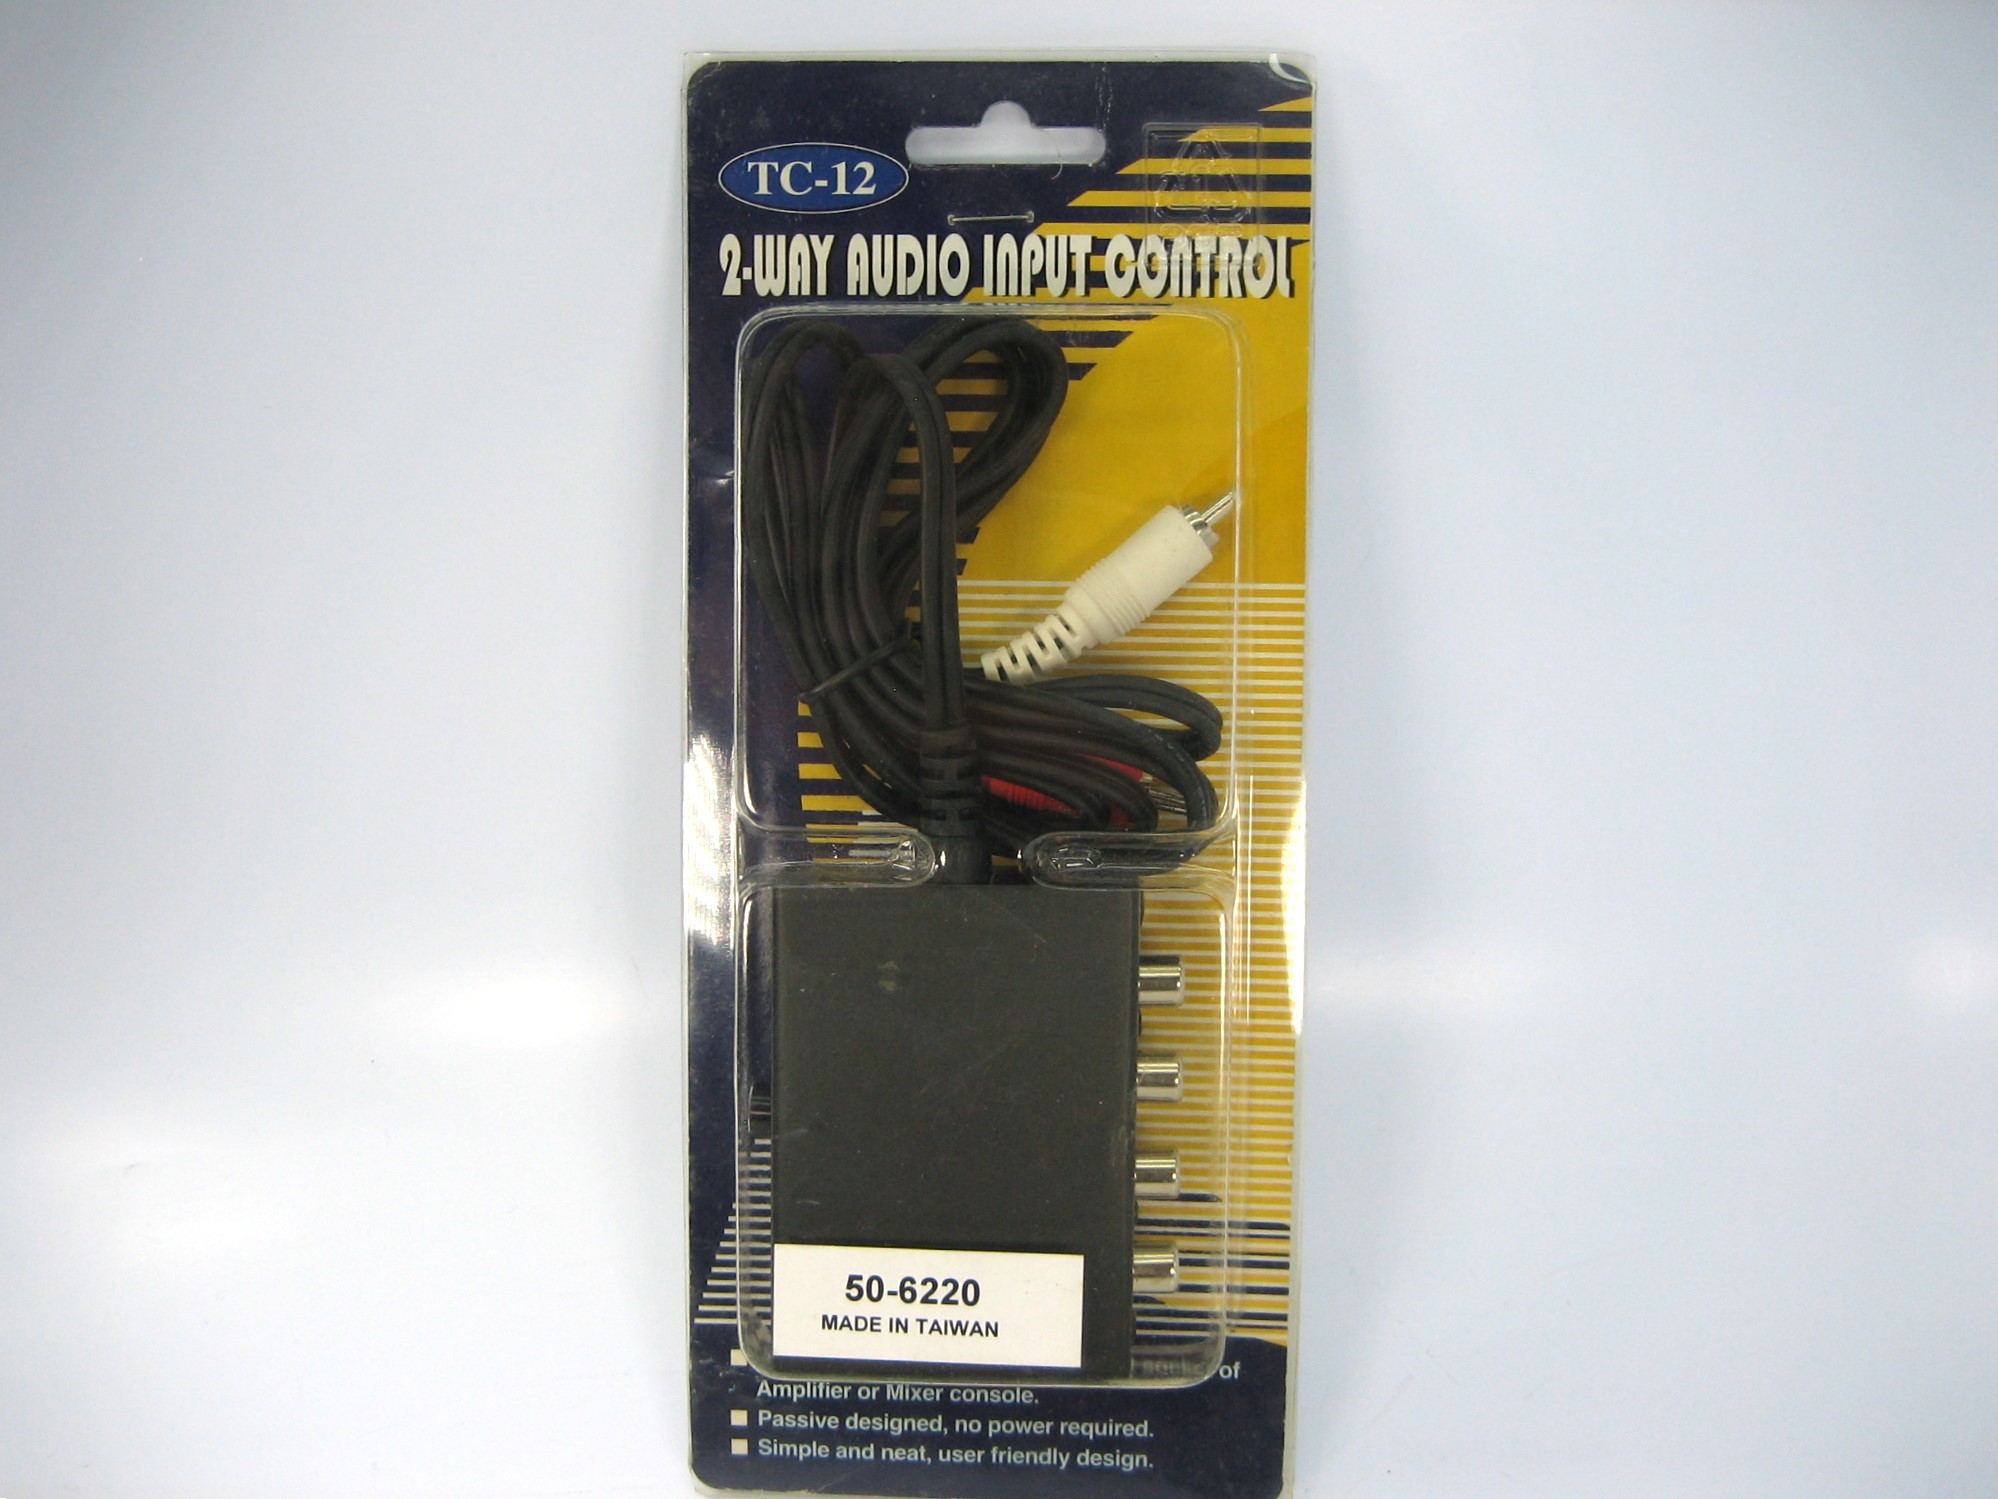 TC-12
2-WAY AUDIO INPUT CONTROL
50-6220
MADE IN TAIWAN
of
Amplifier or Mixer console.
Passive designed, no power required.
Simple and neat, user friendly design.